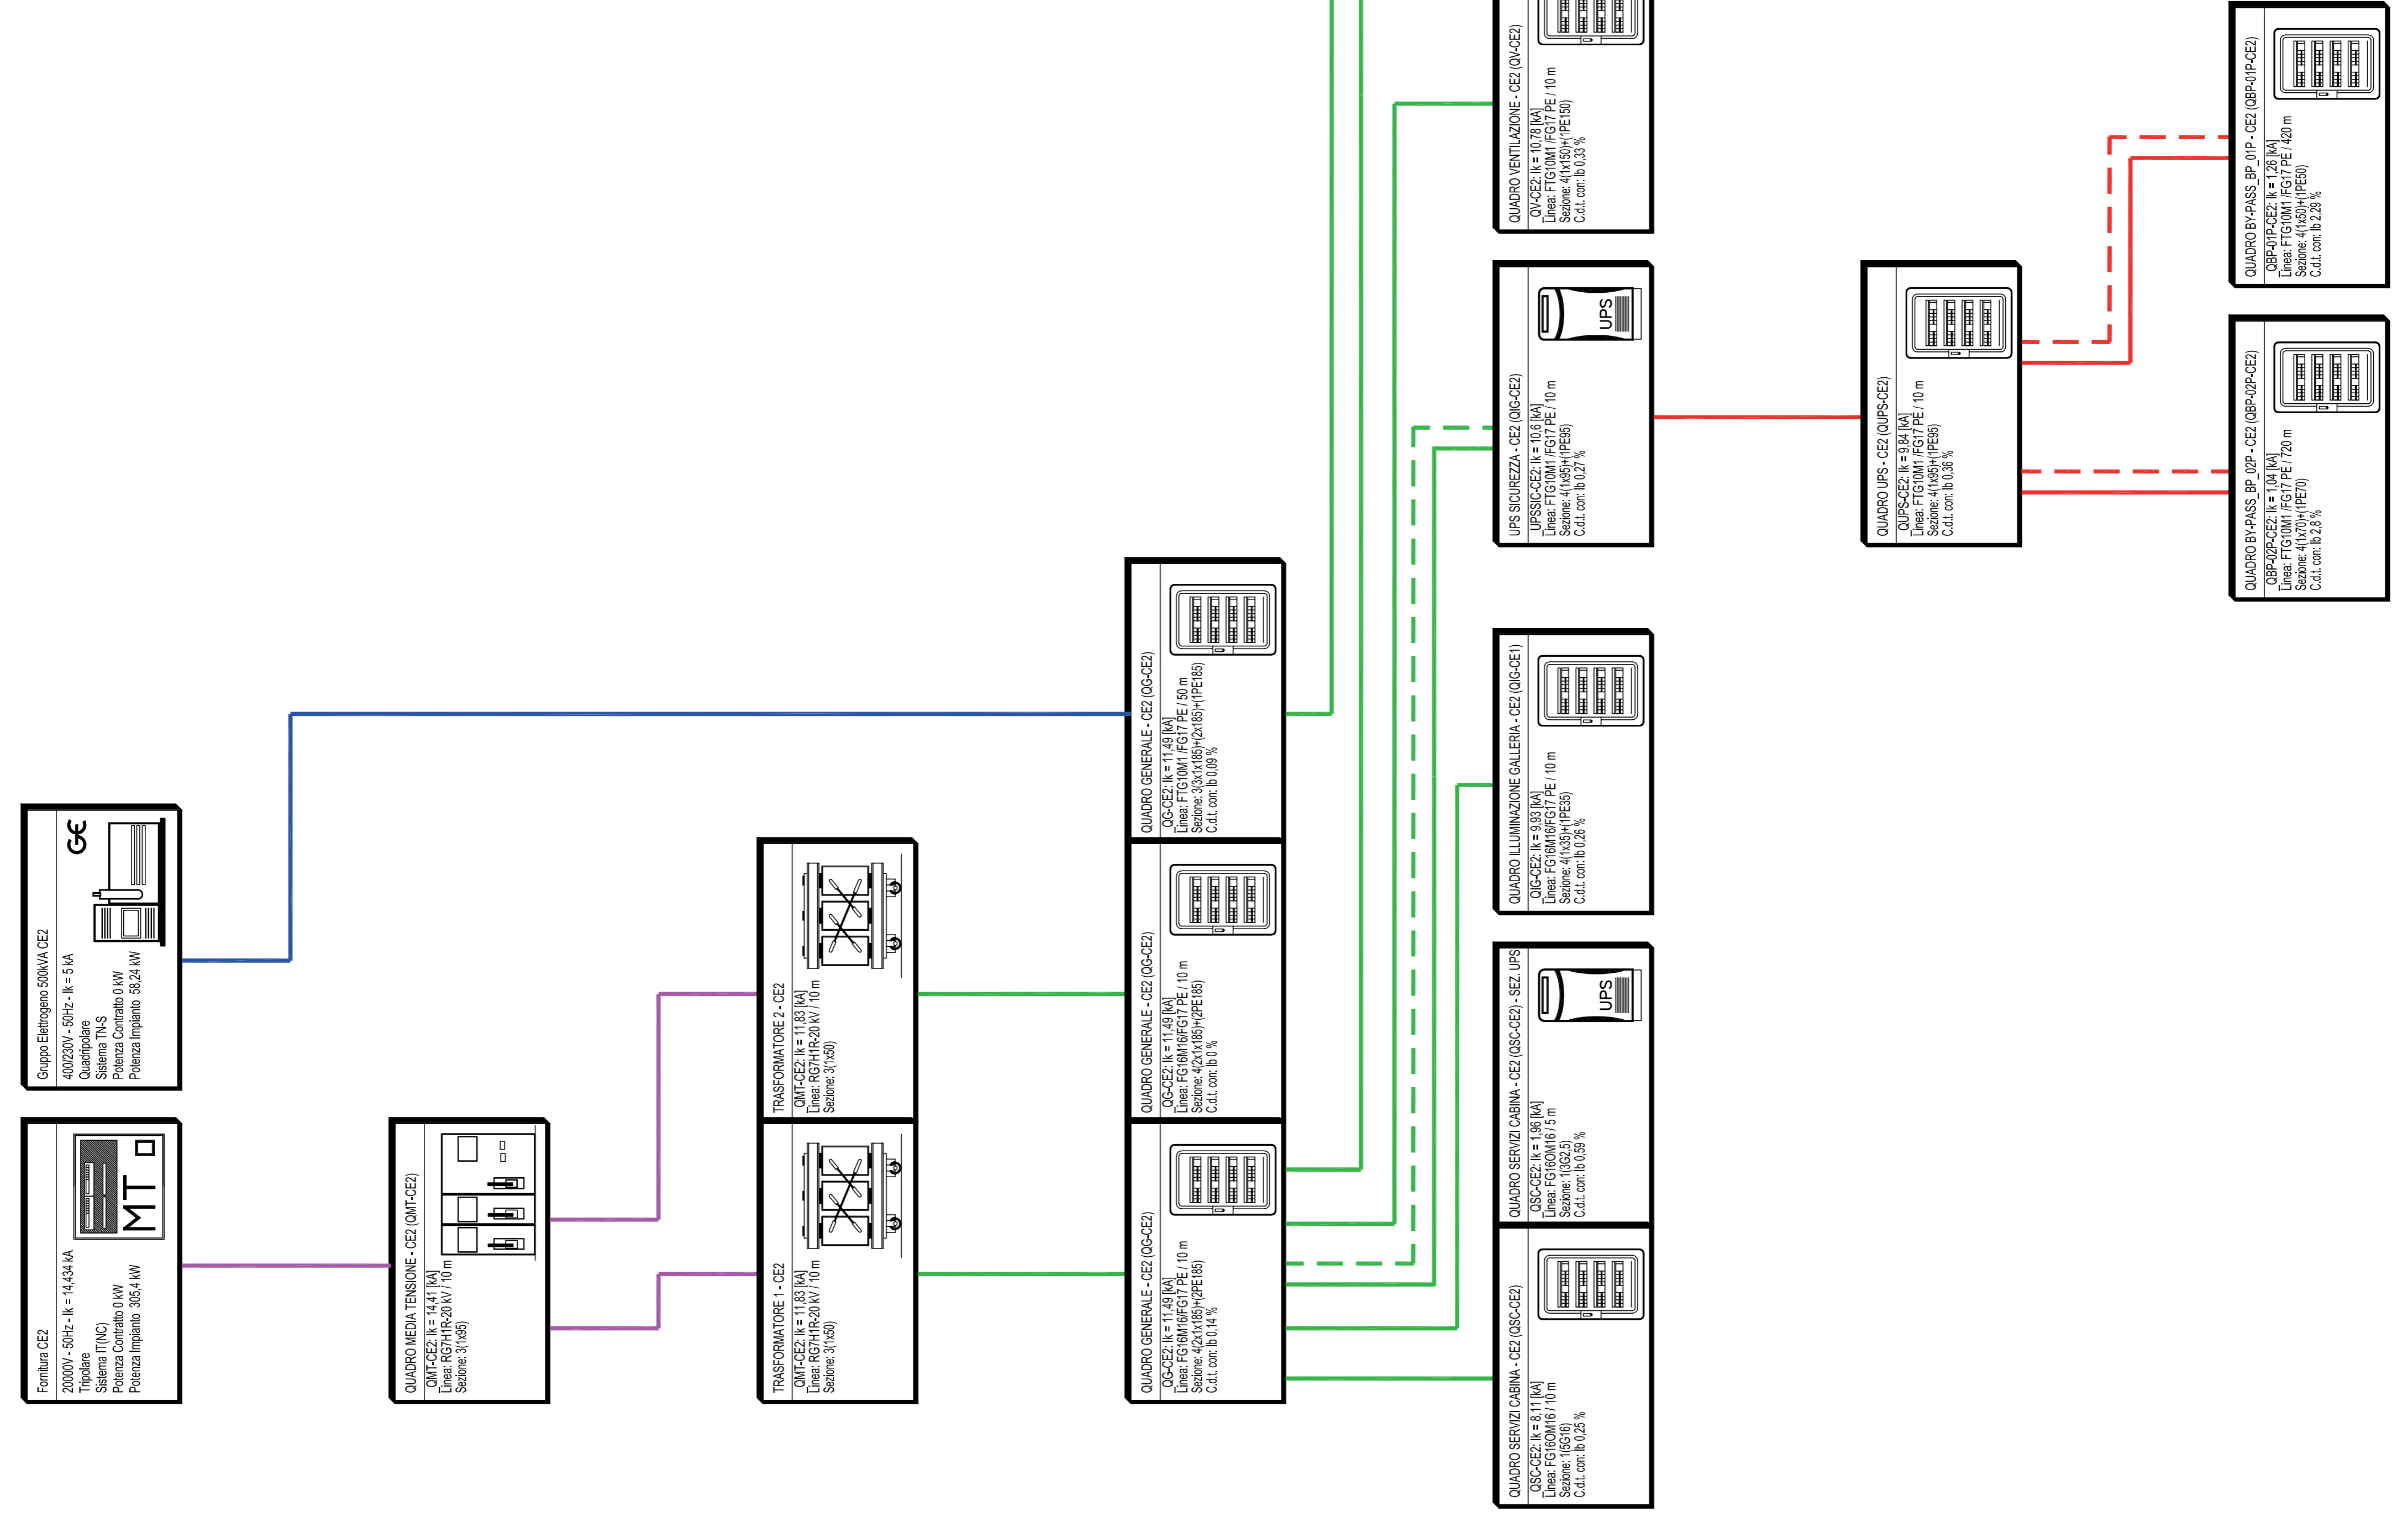 Fornitura CE2
20000V - 50Hz - Ik = 14,434 kA
Tripolare
Sistema IT(NC)
Potenza Contratto 0 kW
Potenza Impianto 305,4 kW
MT
Gruppo Elettrogeno 500kVA CE2
400/230V - 50Hz - Ik = 5 kA
Quadripolare
Sistema TN-S
Potenza Contratto 0 kW
Potenza Impianto 58,24 kW
GE
QUADRO MEDIA TENSIONE - CE2 (QMT-CE2)
QMT-CE2: Ik = 14,41 [kA]
Linea: RG7H1R-20 kV / 10 m
Sezione: 3(1x95)
TRASFORMATORE 1 - CE2
QMT-CE2: Ik = 11,83 [kA]
Linea: RG7H1R-20 kV / 10 m
Sezione: 3(1x50)
TRASFORMATORE 2 - CE2
QMT-CE2: Ik = 11,83 [kA]
Linea: RG7H1R-20 kV / 10 m
Sezione: 3(1x50)
QUADRO GENERALE - CE2 (QG-CE2)
QG-CE2: Ik = 11,49 [kA]
Linea: FG16M16/FG17 PE / 10 m
Sezione: 4(2x1x185)+(2PE185)
C.d.t. con: Ib 0,14 %
QUADRO GENERALE - CE2 (QG-CE2)
QG-CE2: Ik = 11,49 [kA]
Linea: FG16M16/FG17 PE / 10 m
Sezione: 4(2x1x185)+(2PE185)
C.d.t. con: Ib 0 %
QUADRO GENERALE - CE2 (QG-CE2)
QG-CE2: Ik = 11,49 [kA]
Linea: FTG10M1 /FG17 PE / 50 m
Sezione: 3(3x1x185)+(2x185)+(1PE185)
C.d.t. con: Ib 0,09 %
QUADRO SERVIZI CABINA - CE2 (QSC-CE2)
QSC-CE2: Ik = 8,11 [kA]
Linea: FG16OM16 / 10 m
Sezione: 1(5G16)
C.d.t. con: Ib 0,25 %
QUADRO SERVIZI CABINA - CE2 (QSC-CE2) - SEZ. UPS
QSC-CE2: Ik = 1,96 [kA]
Linea: FG16OM16 / 5 m
Sezione: 1(3G2,5)
C.d.t. con: Ib 0,59 %
UPS
QUADRO ILLUMINAZIONE GALLERIA - CE2 (QIG-CE1)
QIG-CE2: Ik = 9,93 [kA]
Linea: FG16M16/FG17 PE / 10 m
Sezione: 4(1x35)+(1PE35)
C.d.t. con: Ib 0,26 %
UPS SICUREZZA - CE2 (QIG-CE2)
UPSSIC-CE2: Ik = 10,6 [kA]
Linea: FTG10M1 /FG17 PE / 10 m
Sezione: 4(1x95)+(1PE95)
C.d.t. con: Ib 0,27 %
UPS
QUADRO VENTILAZIONE - CE2 (QV-CE2)
QV-CE2: Ik = 10,78 [kA]
Linea: FTG10M1 /FG17 PE / 10 m
Sezione: 4(1x150)+(1PE150)
C.d.t. con: Ib 0,33 %
QUADRO UPS - CE2 (QUPS-CE2)
QUPS-CE2: Ik = 9,84 [kA]
Linea: FTG10M1 /FG17 PE / 10 m
Sezione: 4(1x95)+(1PE95)
C.d.t. con: Ib 0,36 %
QUADRO BY-PASS_BP_02P - CE2 (QBP-02P-CE2)
QBP-02P-CE2: Ik = 1,04 [kA]
Linea: FTG10M1 /FG17 PE / 720 m
Sezione: 4(1x70)+(1PE70)
C.d.t. con: Ib 2,8 %
QUADRO BY-PASS_BP_01P - CE2 (QBP-01P-CE2)
QBP-01P-CE2: Ik = 1,26 [kA]
Linea: FTG10M1 /FG17 PE / 420 m
Sezione: 4(1x50)+(1PE50)
C.d.t. con: Ib 2,29 %